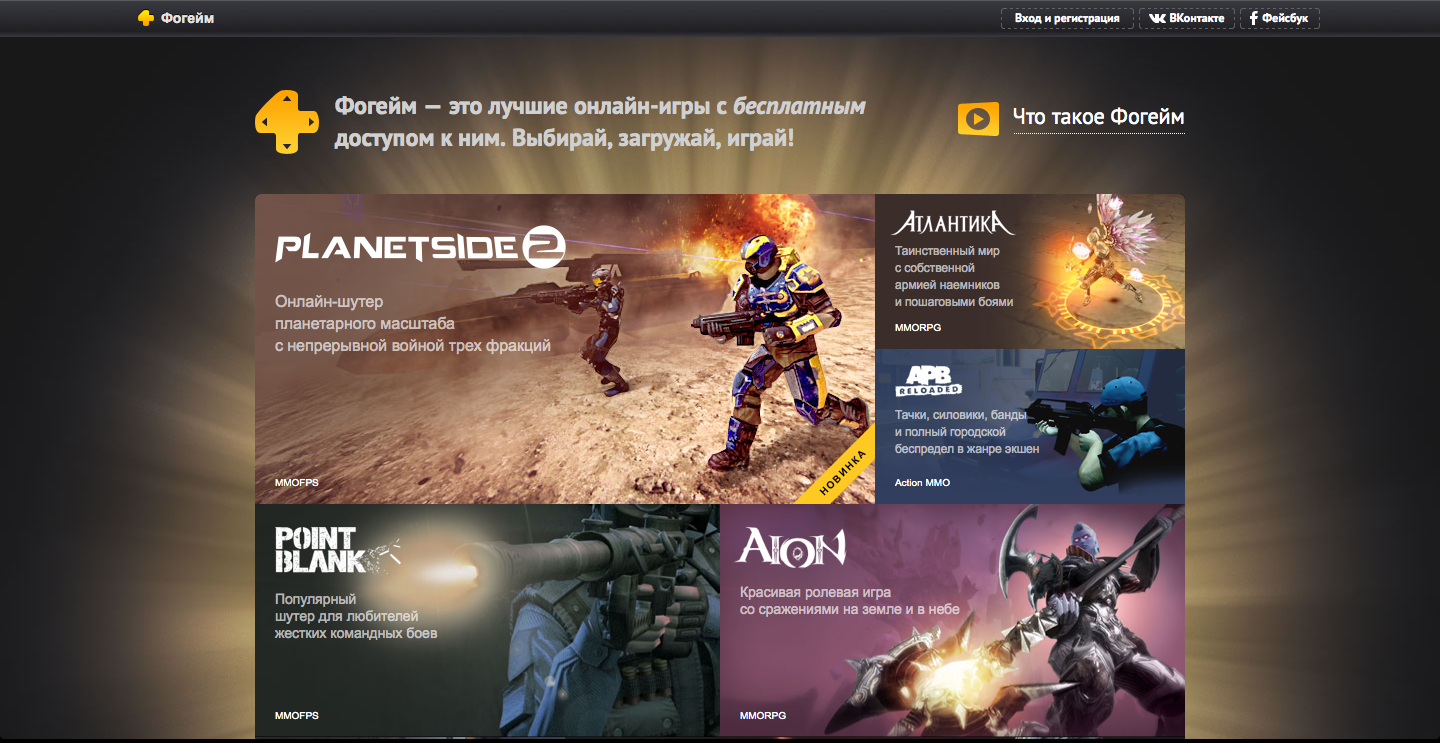 Фогейм
Вход и регистрация
ВКонтакте
Фейсбук
Фогейм — это лучшие онлайн-игры с бесплатным
доступом к ним. Выбирай, загружай, играй!
Что такое Фогейм
PLANETSIDE 2
Онлайн-шутер
планетарного масштаба
с непрерывной войной трех фракций
MMOFPS
НОВИНКА
АТЛАНТИКА
Таинственный мир
с собственной
армией наемников
и пошаговыми боями
MMORPG
APB
RELOADED
Тачки, силовики, банды
и полный городской
беспредел в жанре экшен
Action MMO
POINT
BLANK
Популярный
шутер для любителей
жестких командных боев
MMOFPS
AION
Красивая ролевая игра
со сражениями на земле и в небе
MMORPG